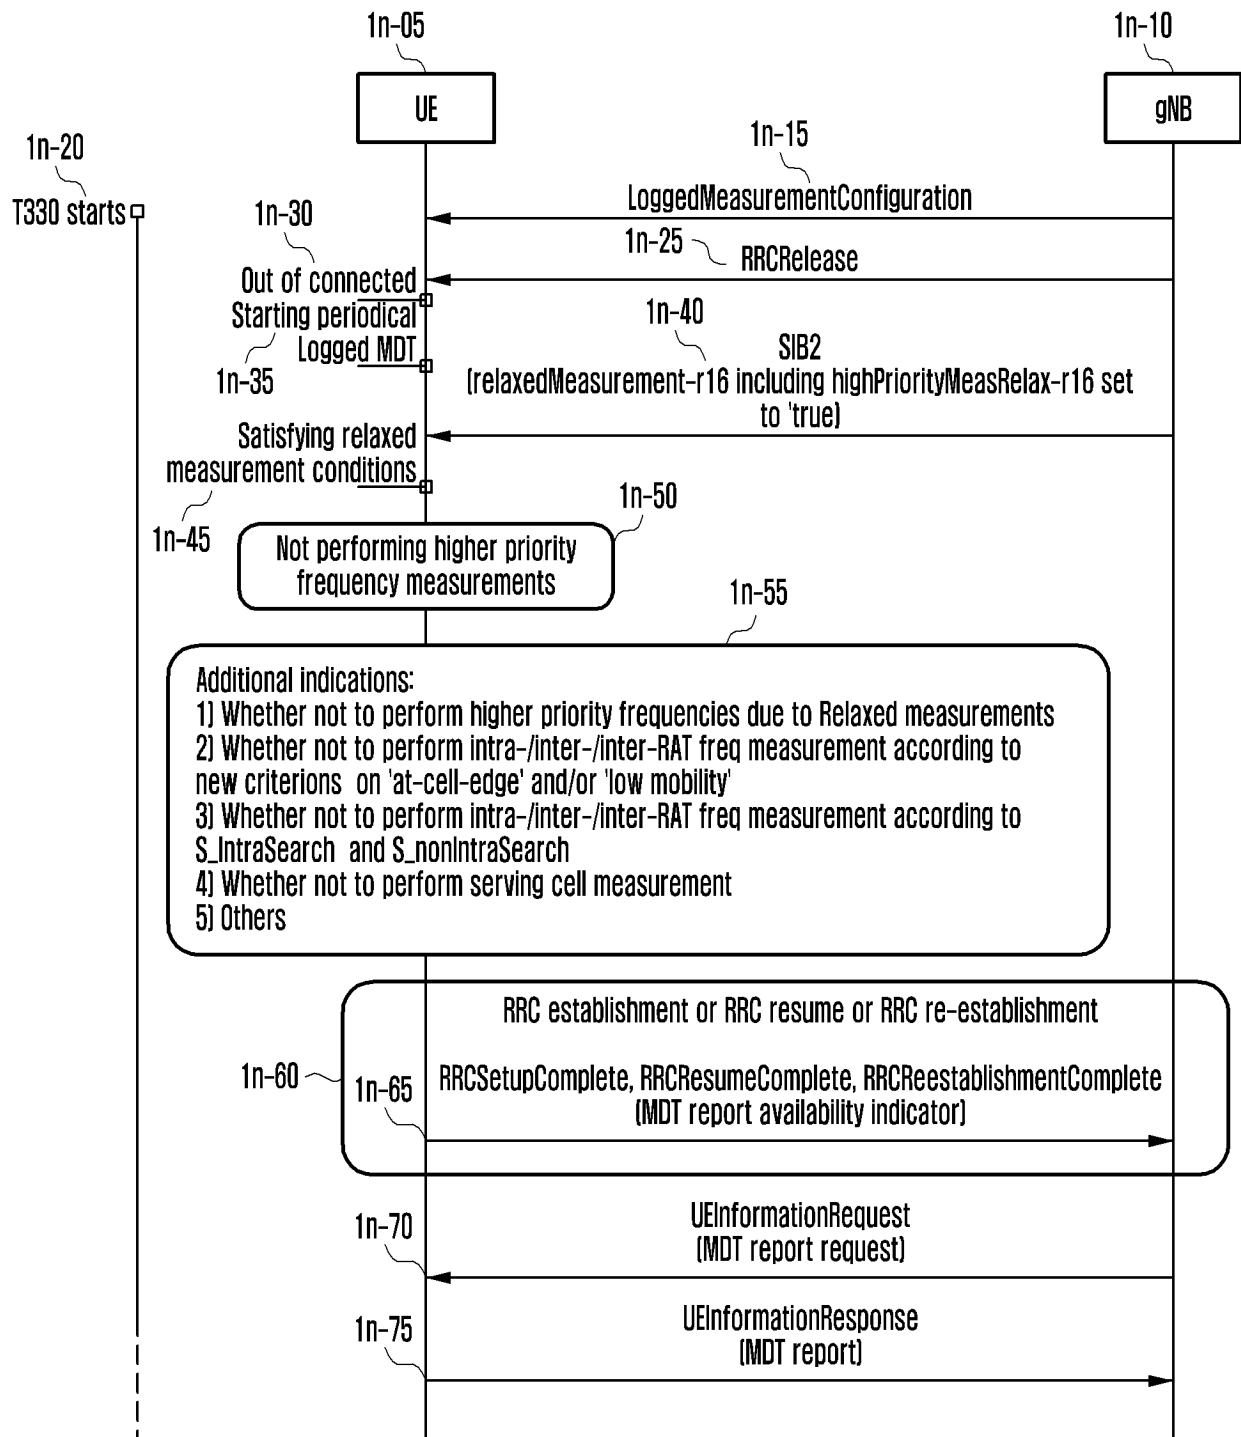 1n-05
1n-10
UE
gNB
1n-15
1n-20
T330 starts
LoggedMeasurementConfiguration
1n-30
1n-25
RRCRelease
Out of connected
Starting periodical
Logged MDT
1n-35
1n-40
SIB2
(relaxedMeasurement-r16 including highPriorityMeasRelax-r16 set
to 'true)
Satisfying relaxed
measurement conditions
1n-45
1n-50
Not performing higher priority
frequency measurements
1n-55
Additional indications:
1) Whether not to perform higher priority frequencies due to Relaxed measurements
2) Whether not to perform intra-/inter-/inter-RAT freq measurement according to
new criterions on 'at-cell-edge' and/or 'low mobility'
3) Whether not to perform intra-/inter-/inter-RAT freq measurement according to
S_IntraSearch and S_nonIntraSearch
4) Whether not to perform serving cell measurement
5) Others
RRC establishment or RRC resume or RRC re-establishment
1n-60
1n-65
RRCSetupComplete, RRCResumeComplete, RRCReestablishmentComplete
(MDT report availability indicator)
1n-70
UEInformationRequest
(MDT report request)
1n-75
UEInformationResponse
(MDT report)